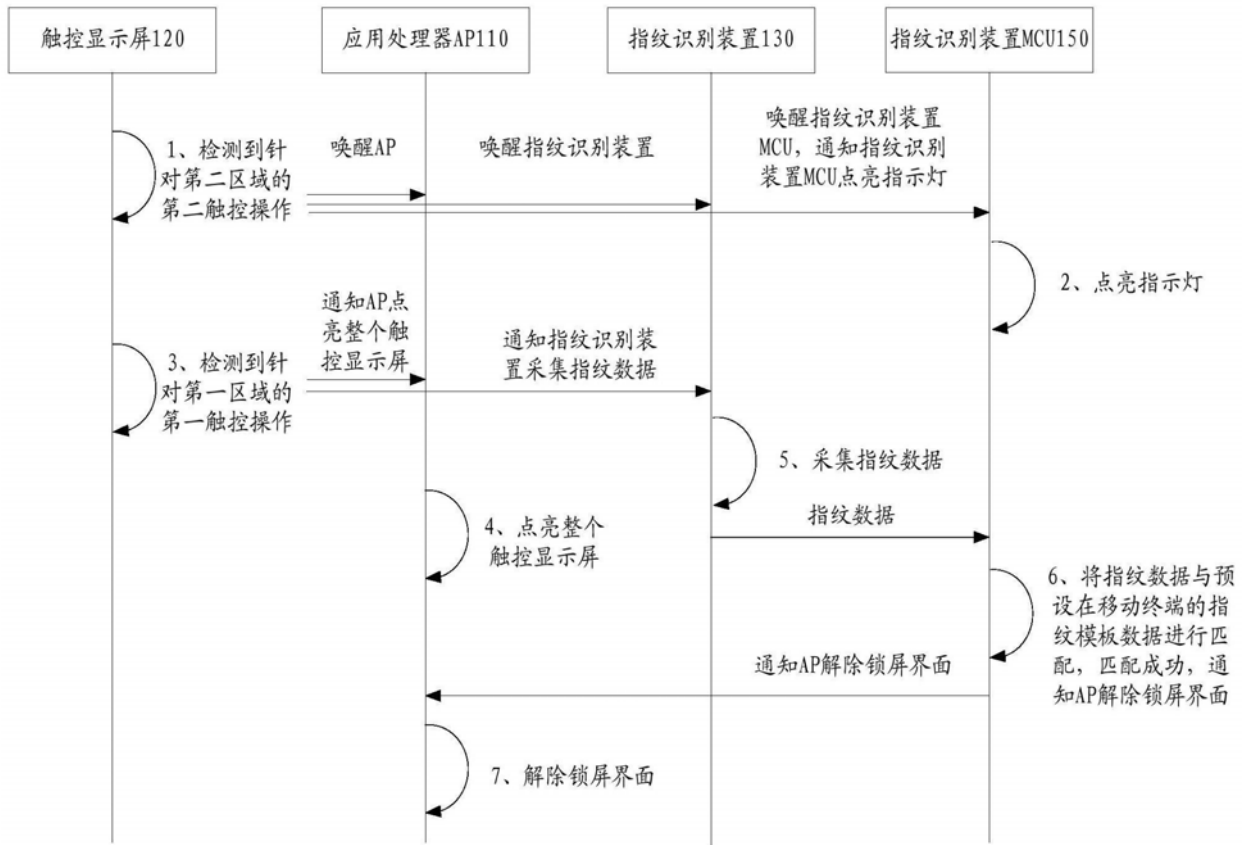 触控显示屏120
应用处理器AP110
指纹识别装置130
指纹识别装置MCU150
1、检测到针
对第二区域的
第二触控操作
唤醒AP
唤醒指纹识别装置
唤醒指纹识别装置
MCU，通知指纹识别
装置MCU点亮指示灯
2、点亮指示灯
3、检测到针
对第一区域的
第一触控操作
通知AP点
亮整个触
控显示屏
通知指纹识别装
置采集指纹数据
5、采集指纹数据
4、点亮整个
触控显示屏
指纹数据
6、将指纹数据与预
设在移动终端的指
纹模板数据进行匹
配，匹配成功，通
知AP解除锁屏界面
通知AP解除锁屏界面
7、解除锁屏界面